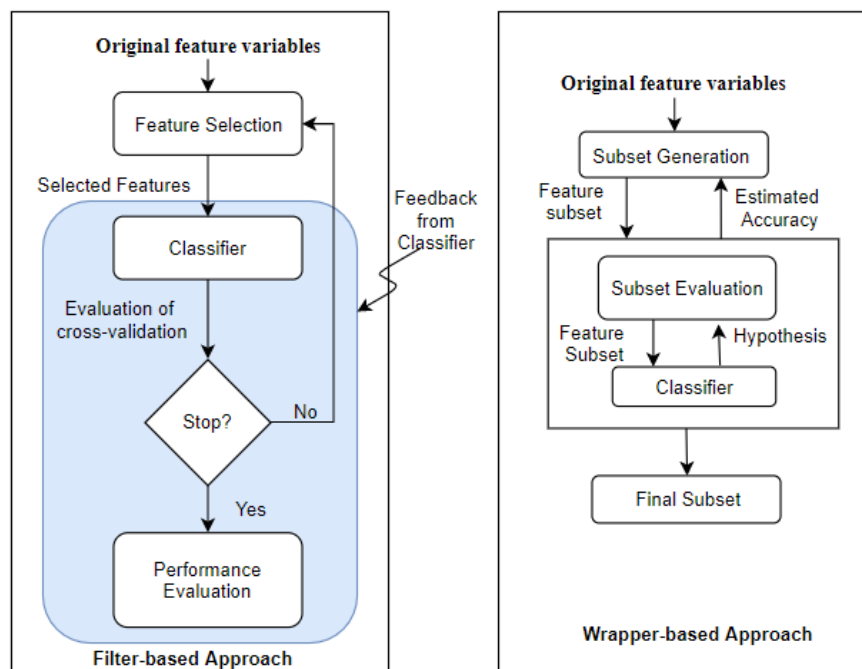 Original feature variables
Feature Selection
Selected Features
Classifier
Evaluation of
cross-validation
Stop?
No
Yes
Performance
Evaluation
Filter-based Approach
Feedback
from
Classifier
Original feature variables
Subset Generation
Feature
subset
Estimated
Accuracy
Subset Evaluation
Feature
Subset
Hypothesis
Classifier
Final Subset
Wrapper-based Approach